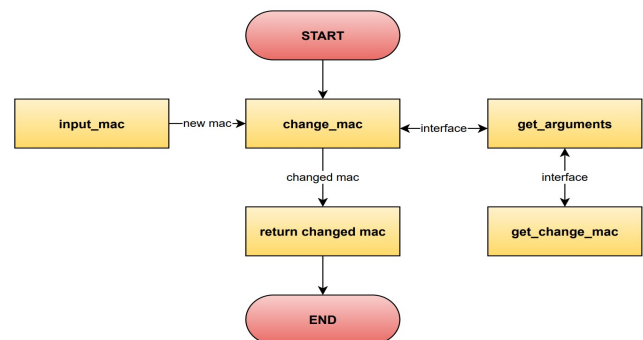 START
input_mac
new mac
change_mac
interface
get_arguments
changed mac
interface
return changed mac
get_change_mac
END